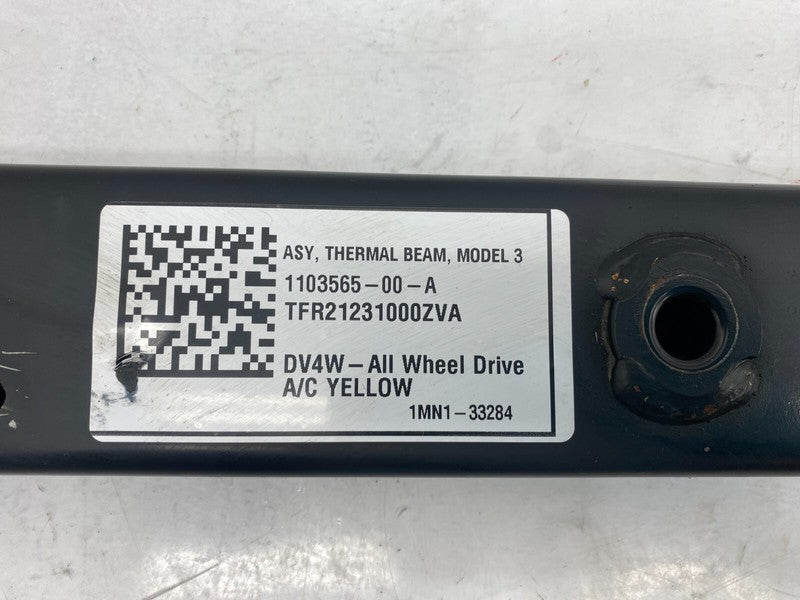 ASY, THERMAL BEAM, MODEL 3
1103565-00-A
TFR21231000ZVA
DV4W-All Wheel Drive
A/C YELLOW
1MN1-33284